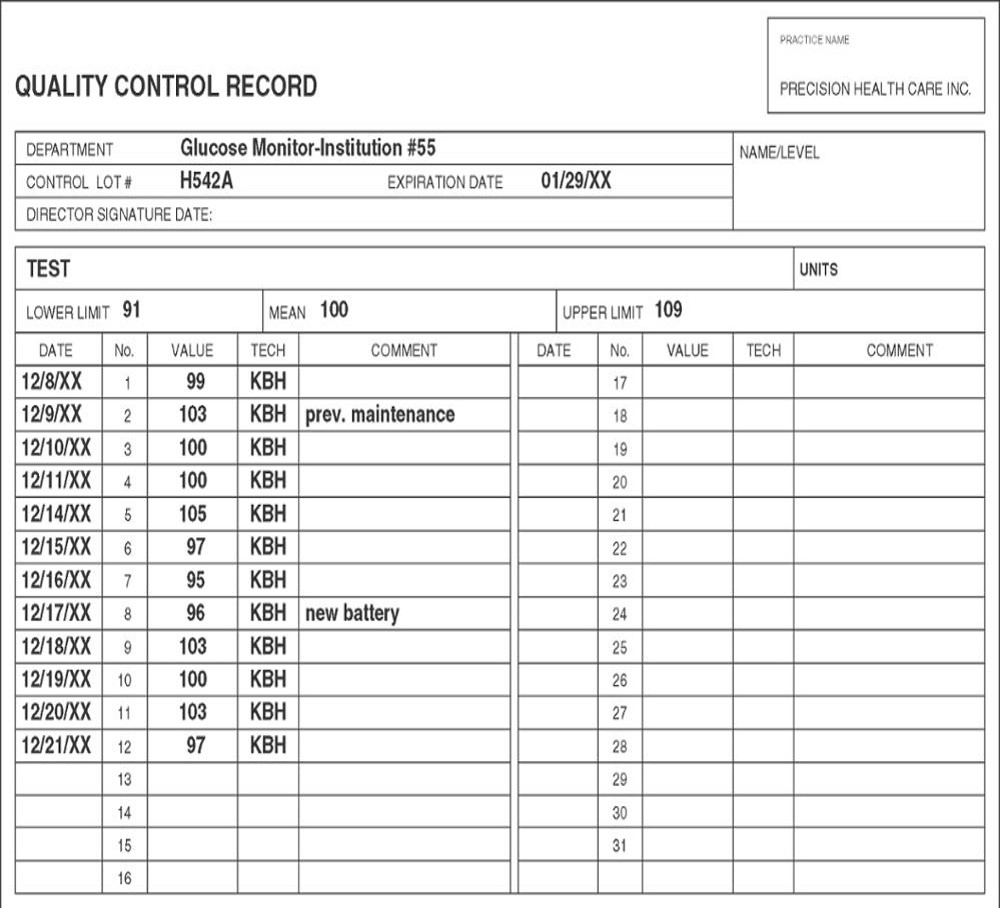 PRACTICE NAME
PRECISION HEALTH CARE INC.
QUALITY CONTROL RECORD
DEPARTMENT Glucose Monitor-Institution #55
NAME/LEVEL
CONTROL LOT # H542A EXPIRATION DATE 01/29/XX
DIRECTOR SIGNATURE DATE:
TEST UNITS
LOWER LIMIT 91 MEAN 100 UPPER LIMIT 109
DATE No. VALUE TECH COMMENT DATE No. VALUE TECH COMMENT
12/8/XX 1 99 KBH 17
12/9/XX 2 103 KBH prev. maintenance 18
12/10/XX 3 100 KBH 19
12/11/XX 4 100 KBH 20
12/14/XX 5 105 KBH 21
12/15/XX 6 97 KBH 22
12/16/XX 7 95 KBH 23
12/17/XX 8 96 KBH new battery 24
12/18/XX 9 103 KBH 25
12/19/XX 10 100 KBH 26
12/20/XX 11 103 KBH 27
12/21/XX 12 97 KBH 28
13 29
14 30
15 31
16